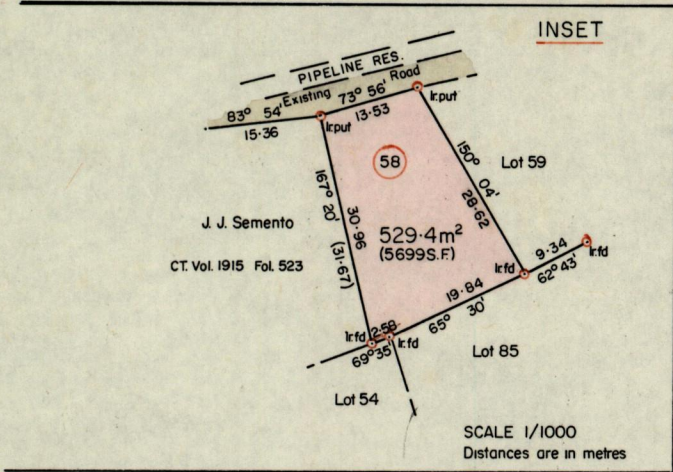 INSET
PIPELINE RES.
Existing Road
83° 54'
15·36
73° 56'
13·53
Ir.put
Ir.put
58
150° 04'
28·62
Lot 59
167° 20'
30·96
(31·67)
J. J. Semento
CT. Vol. 1915 Fol. 523
529·4m²
(5699S.F.)
9·34
62° 43'
Ir.fd
Ir.fd
19·84
65° 30'
Ir.fd
2·58
Ir.fd
69° 35'
Lot 85
Lot 54
SCALE 1/1000
Distances are in metres